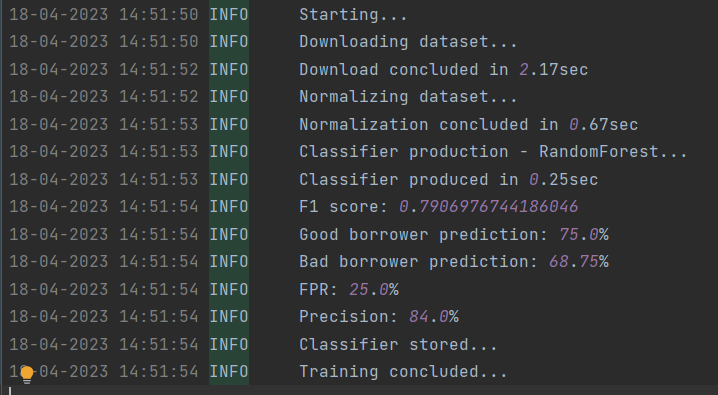 18-04-2023 14:51:50 INFO Starting...
18-04-2023 14:51:50 INFO Downloading dataset...
18-04-2023 14:51:52 INFO Download concluded in 2.17sec
18-04-2023 14:51:52 INFO Normalizing dataset...
18-04-2023 14:51:53 INFO Normalization concluded in 0.67sec
18-04-2023 14:51:53 INFO Classifier production - RandomForest...
18-04-2023 14:51:53 INFO Classifier produced in 0.25sec
18-04-2023 14:51:54 INFO F1 score: 0.7906976744186046
18-04-2023 14:51:54 INFO Good borrower prediction: 75.0%
18-04-2023 14:51:54 INFO Bad borrower prediction: 68.75%
18-04-2023 14:51:54 INFO FPR: 25.0%
18-04-2023 14:51:54 INFO Precision: 84.0%
18-04-2023 14:51:54 INFO Classifier stored...
18-04-2023 14:51:54 INFO Training concluded...